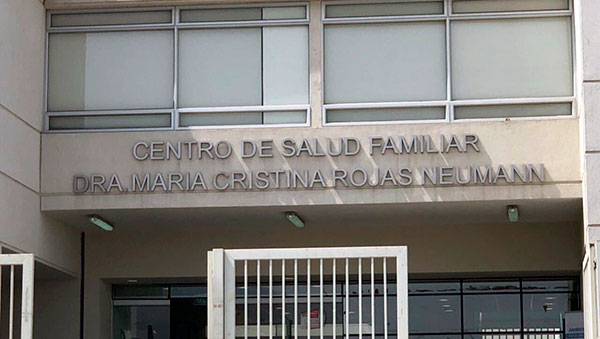 CENTRO DE SALUD FAMILIAR
DRA. MARIA CRISTINA ROJAS NEUMANN